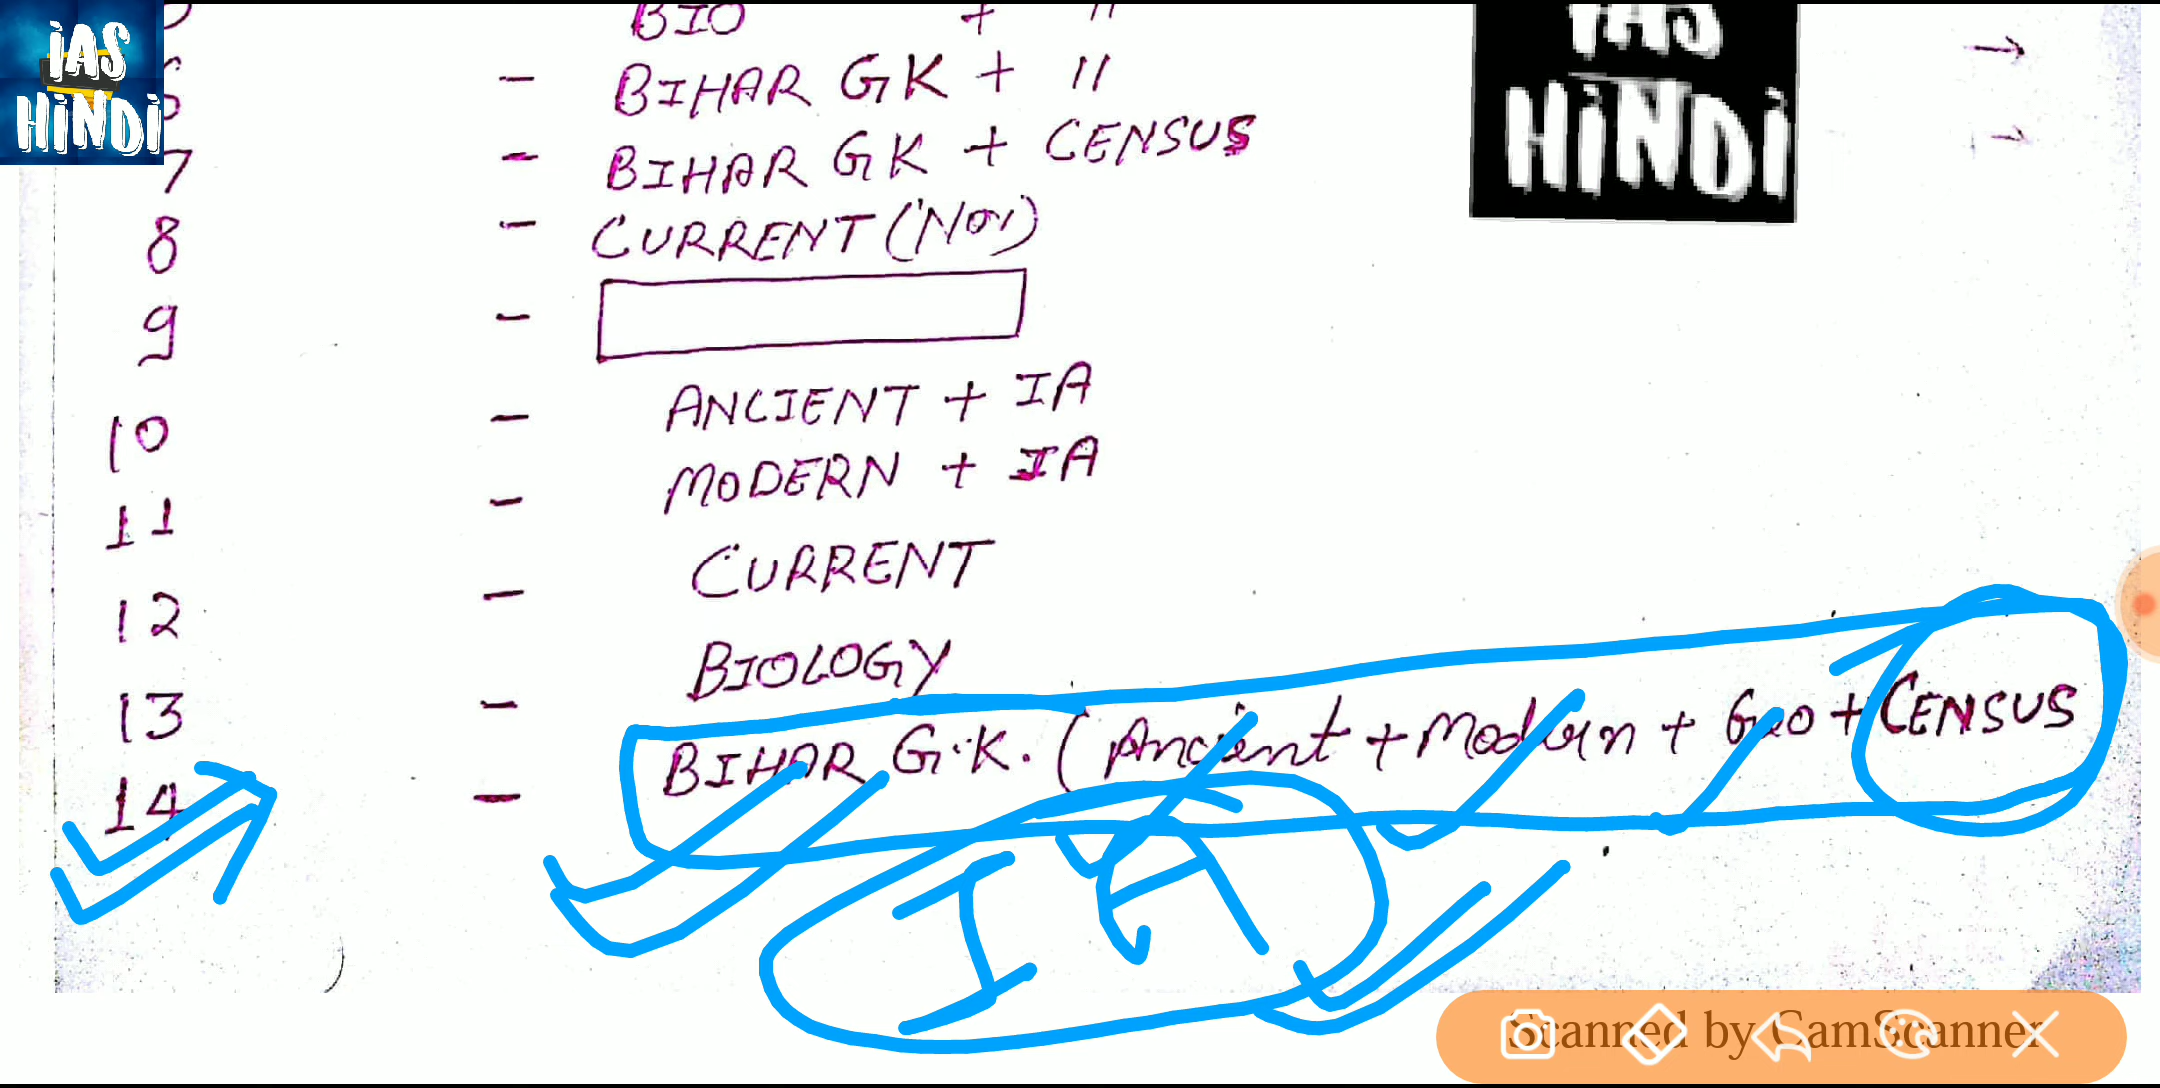 IAS
HINDI
BIO + "
6 - BIHAR GK + "
7 - BIHAR GK + CENSUS
8 - CURRENT (Nov)
9 -
10 - ANCIENT + IA
11 - MODERN + IA
12 - CURRENT
13 - BIOLOGY
14 - BIHAR G.K. (Ancient + Modern + Geo + CENSUS
IA
IAS
HINDI
Scanned by CamScanner